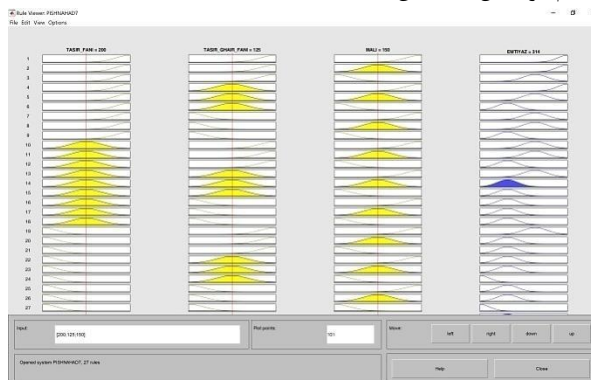 Rule Viewer: PISHNAHAD7
File Edit View Options
TASIR_FANI = 200
TASIR_GHAIR_FANI = 125
MALI = 150
EMTIYAZ = 314
1
2
3
4
5
6
7
8
9
10
11
12
13
14
15
16
17
18
19
20
21
22
23
24
25
26
27
Input:
[200;125;150]
Plot points:
101
Move:
left
right
down
up
Opened system PISHNAHAD7, 27 rules
Help
Close